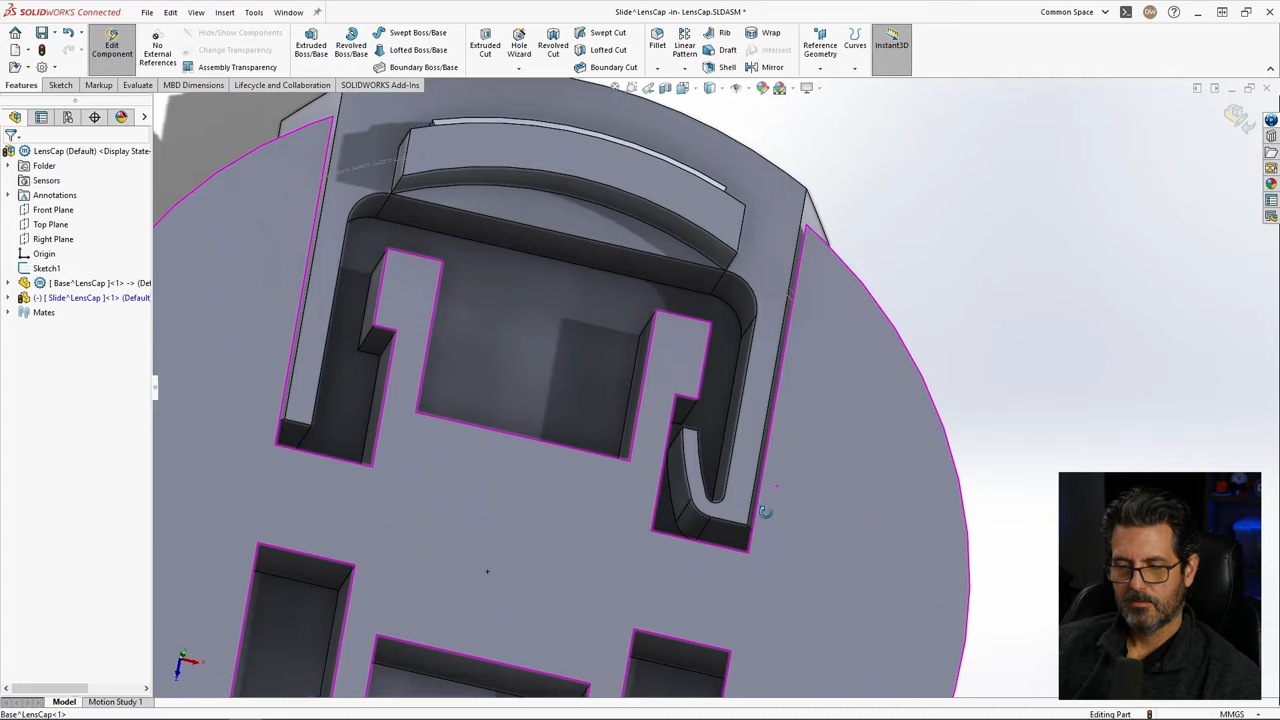 Slide^LensCap -in- LensCap.SLDASM *
File Edit View Insert Tools Window
Common Space
DW
Edit Component
No External References
Hide/Show Components
Change Transparency
Assembly Transparency
Extruded Boss/Base
Revolved Boss/Base
Swept Boss/Base
Lofted Boss/Base
Boundary Boss/Base
Extruded Cut
Hole Wizard
Revolved Cut
Swept Cut
Lofted Cut
Boundary Cut
Fillet
Linear Pattern
Rib
Draft
Shell
Wrap
Intersect
Mirror
Reference Geometry
Curves
Instant3D
Features Sketch Markup Evaluate MBD Dimensions Lifecycle and Collaboration SOLIDWORKS Add-Ins
LensCap (Default) <Display State-
Folder
Sensors
Annotations
Front Plane
Top Plane
Right Plane
Origin
Sketch1
[ Base^LensCap ]<1> -> (Def
(-) [ Slide^LensCap ]<1> (Default
Mates
Model Motion Study 1
Base^LensCap<1>
Editing Part
MMGS